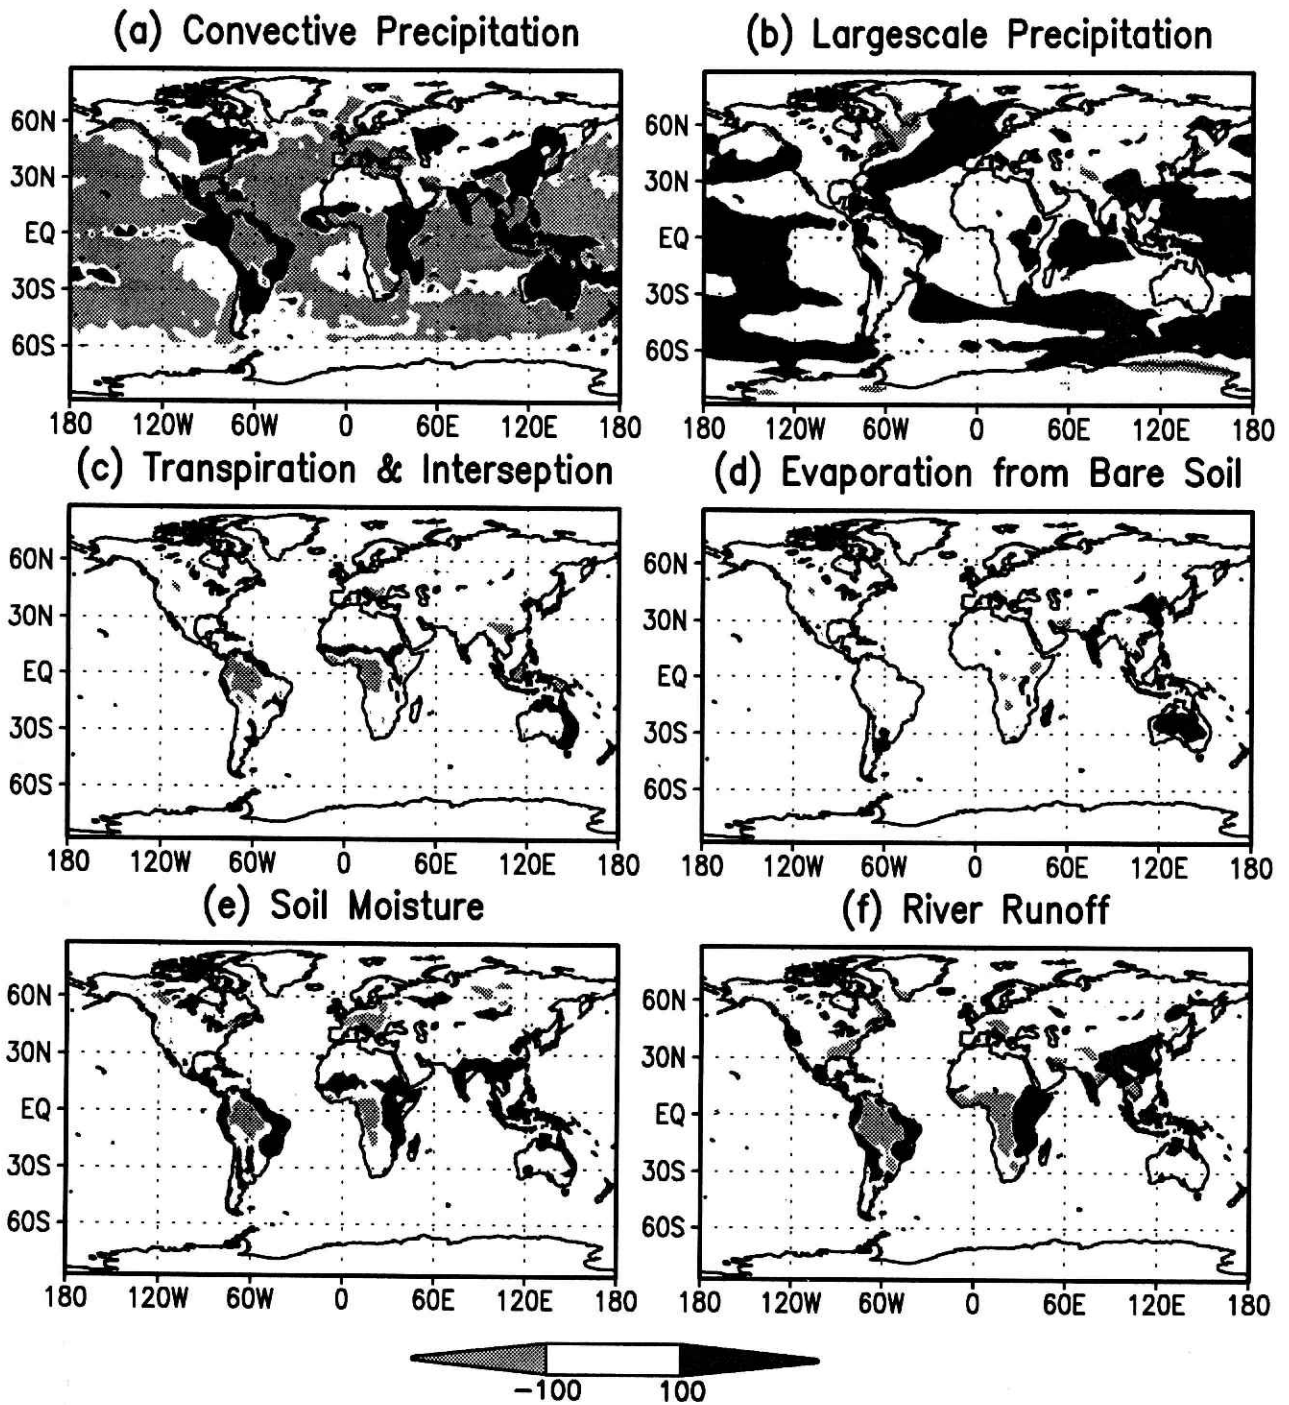 (a) Convective Precipitation
(b) Largescale Precipitation
60N
30N
EQ
30S
60S
180 120W 60W 0 60E 120E 180
60N
30N
EQ
30S
60S
180 120W 60W 0 60E 120E 180
(c) Transpiration & Interseption
(d) Evaporation from Bare Soil
60N
30N
EQ
30S
60S
180 120W 60W 0 60E 120E 180
60N
30N
EQ
30S
60S
180 120W 60W 0 60E 120E 180
(e) Soil Moisture
(f) River Runoff
60N
30N
EQ
30S
60S
180 120W 60W 0 60E 120E 180
60N
30N
EQ
30S
60S
180 120W 60W 0 60E 120E 180
-100 100